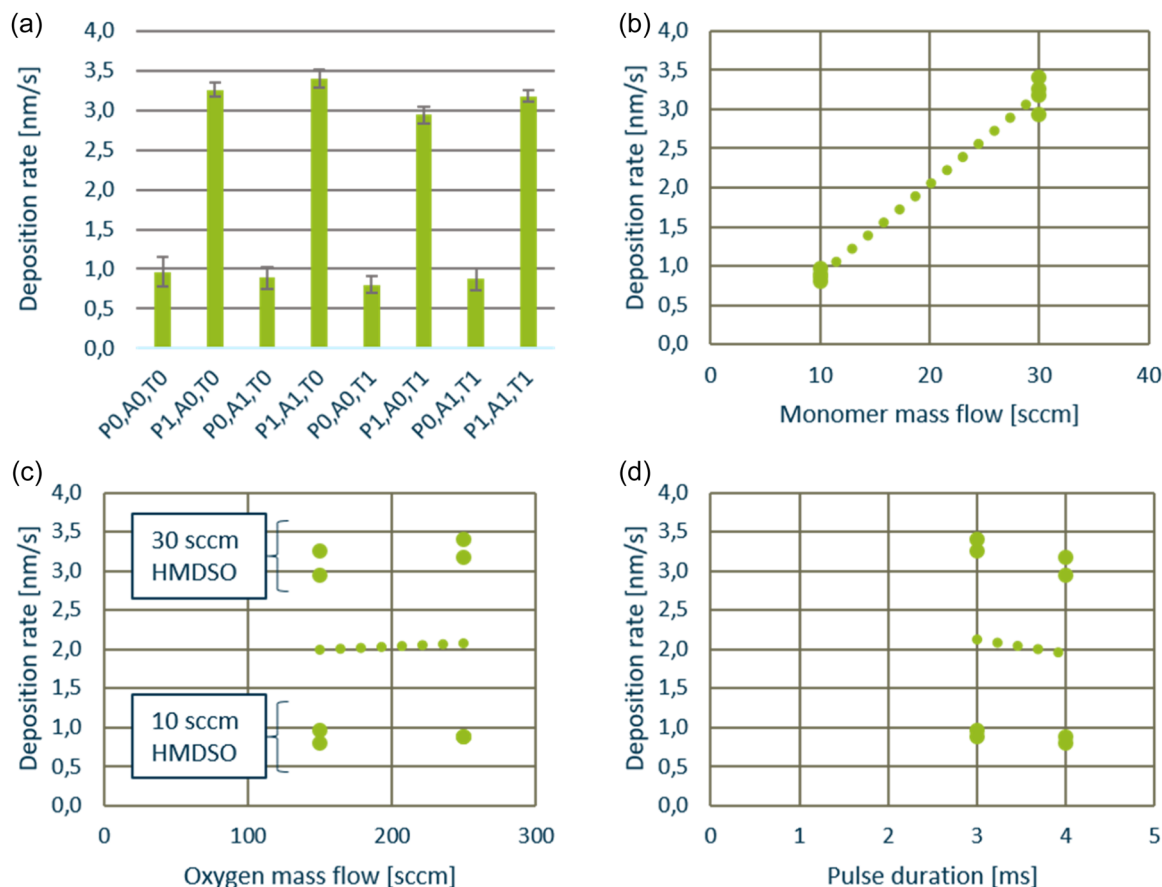 (a)
Deposition rate [nm/s]
4,0
3,5
3,0
2,5
2,0
1,5
1,0
0,5
0,0
P0,A0,T0
P1,A0,T0
P0,A1,T0
P1,A1,T0
P0,A0,T1
P1,A0,T1
P0,A1,T1
P1,A1,T1
(b)
Deposition rate [nm/s]
4,0
3,5
3,0
2,5
2,0
1,5
1,0
0,5
0,0
0 10 20 30 40
Monomer mass flow [sccm]
(c)
Deposition rate [nm/s]
4,0
3,5
3,0
2,5
2,0
1,5
1,0
0,5
0,0
30 sccm
HMDSO
10 sccm
HMDSO
0 100 200 300
Oxygen mass flow [sccm]
(d)
Deposition rate [nm/s]
4,0
3,5
3,0
2,5
2,0
1,5
1,0
0,5
0,0
0 1 2 3 4 5
Pulse duration [ms]